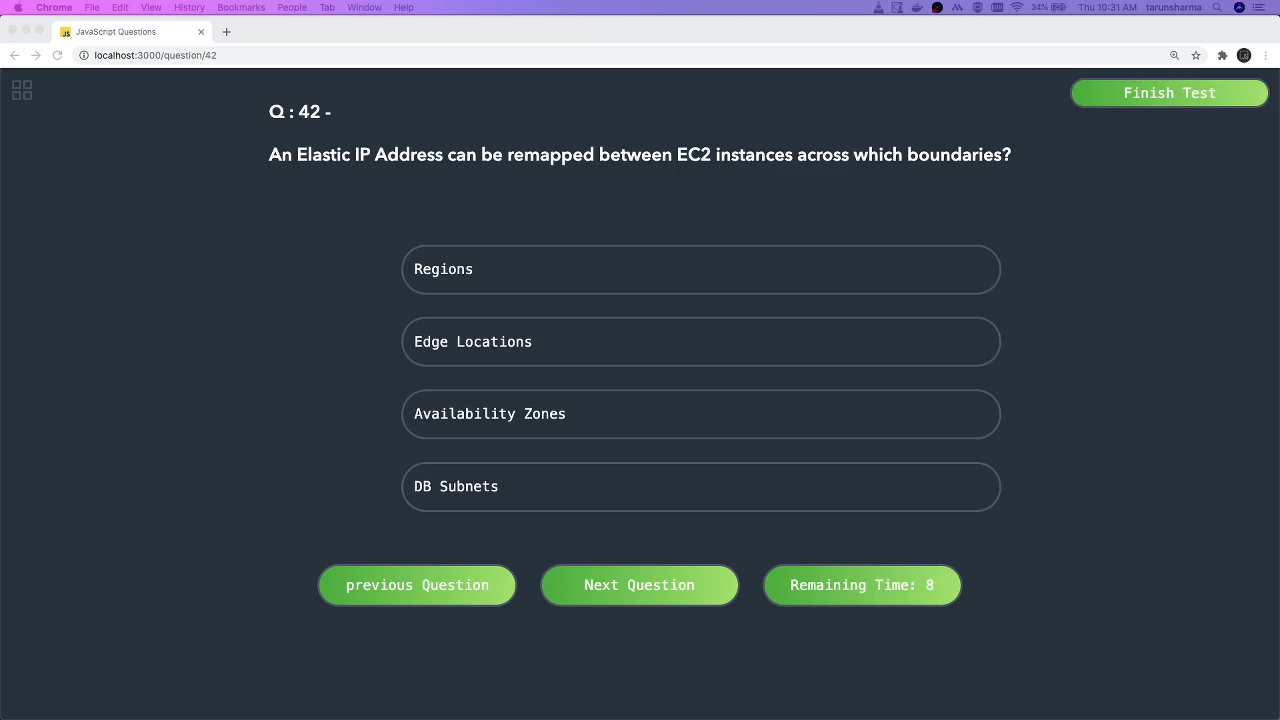 Chrome File Edit View History Bookmarks People Tab Window Help 34% Thu 10:31 AM tarunsharma
JS JavaScript Questions × +
localhost:3000/question/42
Finish Test
Q : 42 -
An Elastic IP Address can be remapped between EC2 instances across which boundaries?
Regions
Edge Locations
Availability Zones
DB Subnets
previous Question Next Question Remaining Time: 8